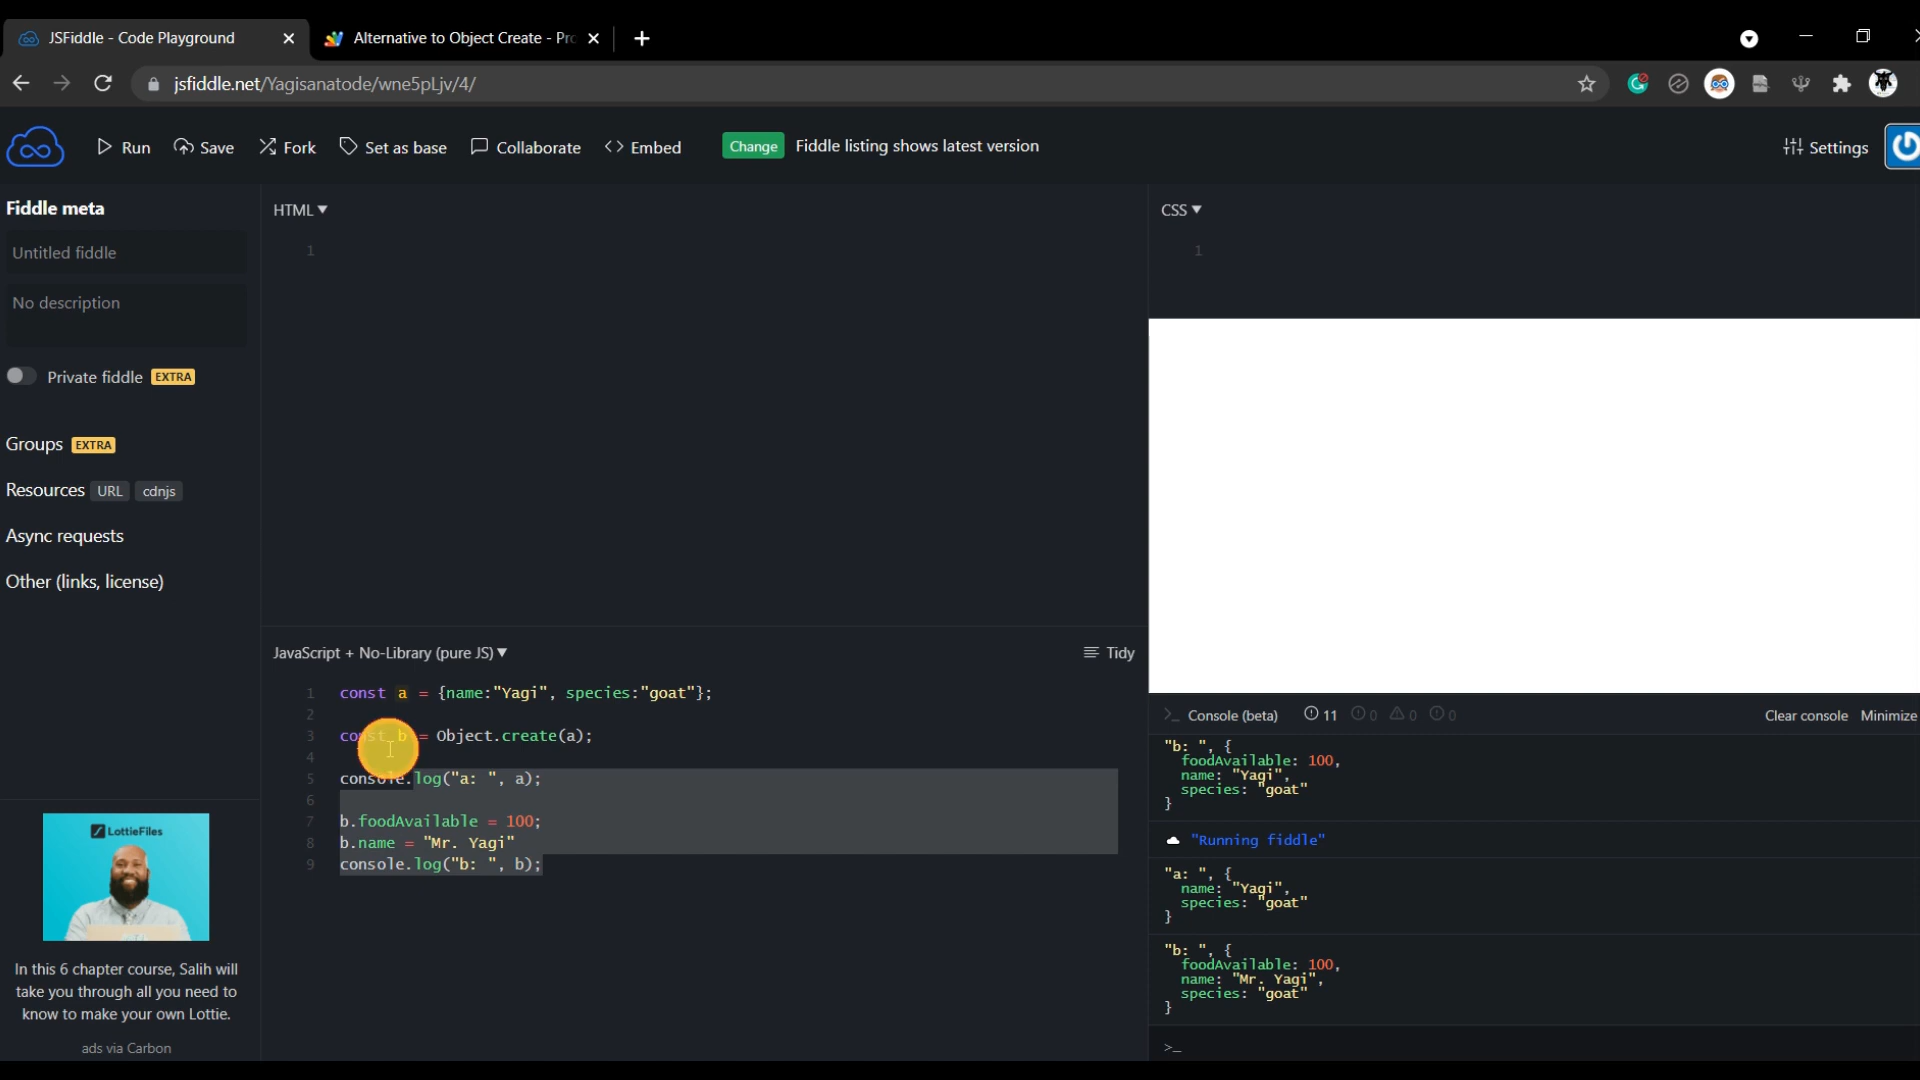 JSFiddle - Code Playground
Alternative to Object Create - Pr
jsfiddle.net/Yagisanatode/wne5pLjv/4/
Run
Save
Fork
Set as base
Collaborate
Embed
Change
Fiddle listing shows latest version
Settings
Fiddle meta
Untitled fiddle
No description
Private fiddle EXTRA
Groups EXTRA
Resources URL cdnjs
Async requests
Other (links, license)
LottieFiles
In this 6 chapter course, Salih will
take you through all you need to
know to make your own Lottie.
ads via Carbon
HTML▼
1
CSS▼
1
JavaScript + No-Library (pure JS)▼
Tidy
1 const a = {name:"Yagi", species:"goat"};
2
3 const b = Object.create(a);
4
5 console.log("a: ", a);
6
7 b.foodAvailable = 100;
8 b.name = "Mr. Yagi"
9 console.log("b: ", b);
>_ Console (beta) 11 0 0 0 Clear console Minimize
"b: ", {
foodAvailable: 100,
name: "Yagi",
species: "goat"
}
"Running fiddle"
"a: ", {
name: "Yagi",
species: "goat"
}
"b: ", {
foodAvailable: 100,
name: "Mr. Yagi",
species: "goat"
}
>_